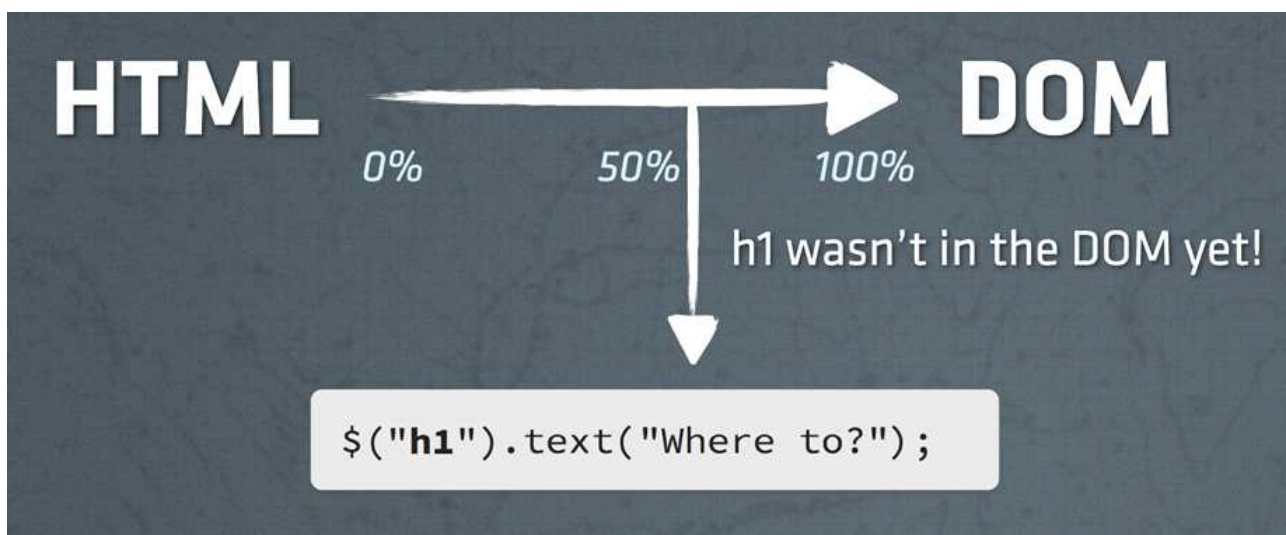 HTML DOM
0% 50% 100%
h1 wasn’t in the DOM yet!
$("h1").text("Where to?");